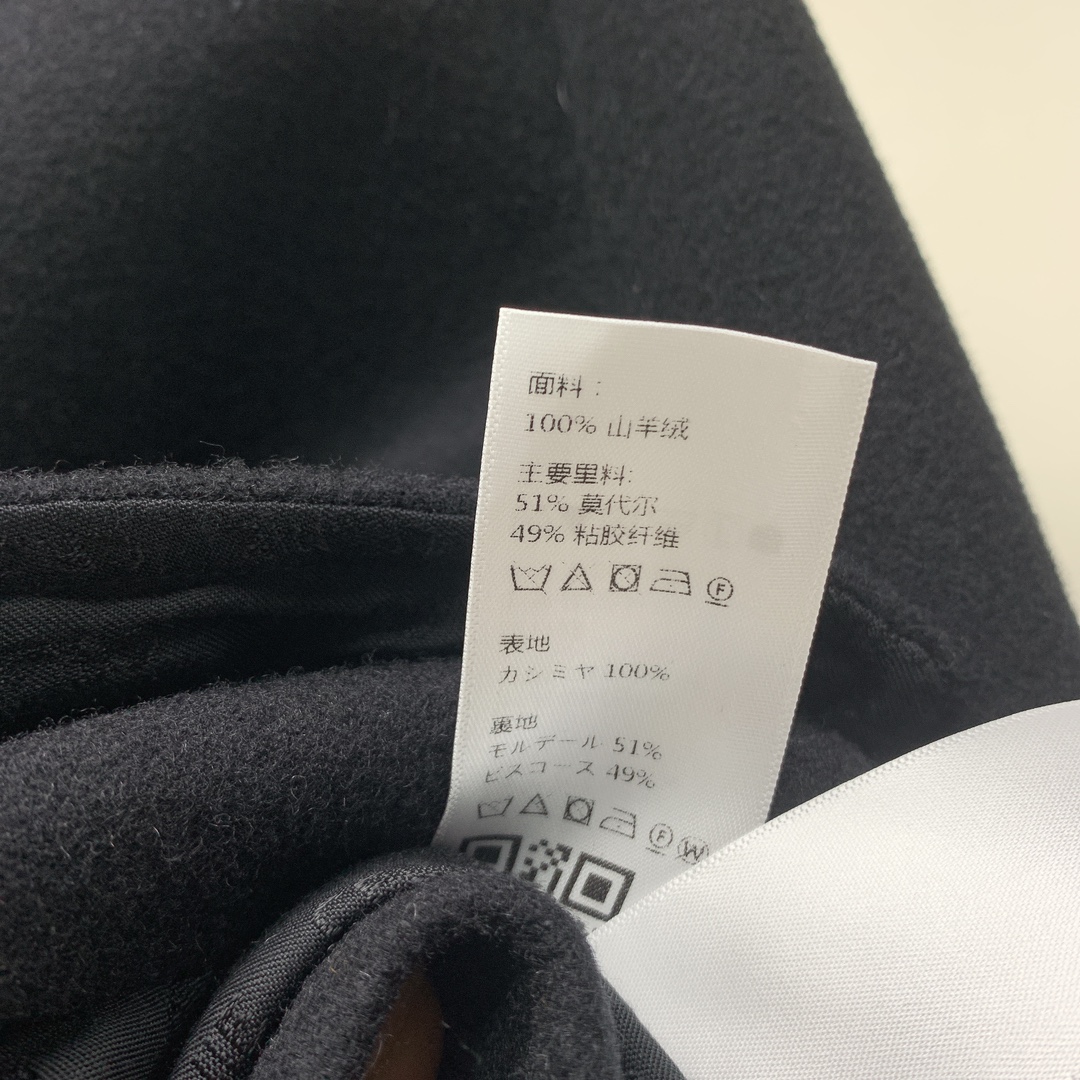 面料：
100% 山羊绒
主要里料:
51% 莫代尔
49% 粘胶纤维
F
表地
カシミヤ 100%
裏地
モルデール 51%
ビスコース 49%
F W